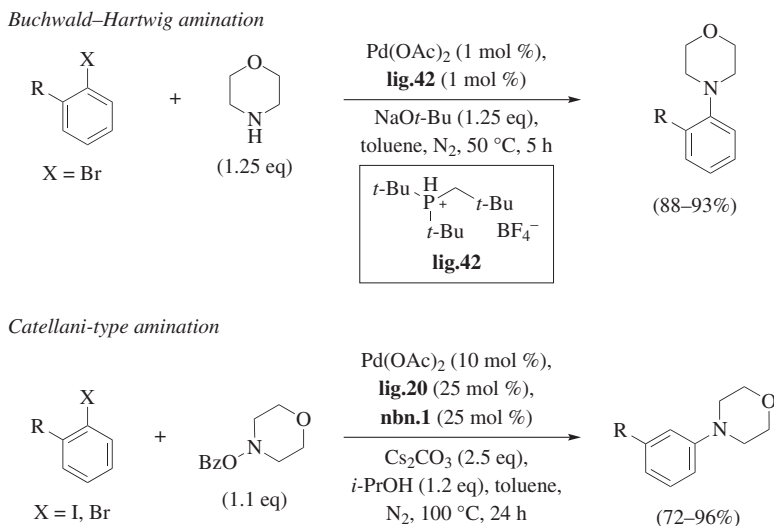 Buchwald–Hartwig amination
X
R
+
O
N
H
(1.25 eq)
X = Br
Pd(OAc)₂ (1 mol %),
lig.42 (1 mol %)
NaOt-Bu (1.25 eq),
toluene, N₂, 50 °C, 5 h
t-Bu
H
P
+
t-Bu
t-Bu
BF₄⁻
lig.42
O
N
R
(88–93%)
Catellani-type amination
X
R
+
O
N
BzO
(1.1 eq)
X = I, Br
Pd(OAc)₂ (10 mol %),
lig.20 (25 mol %),
nbn.1 (25 mol %)
Cs₂CO₃ (2.5 eq),
i-PrOH (1.2 eq), toluene,
N₂, 100 °C, 24 h
R
N
O
(72–96%)